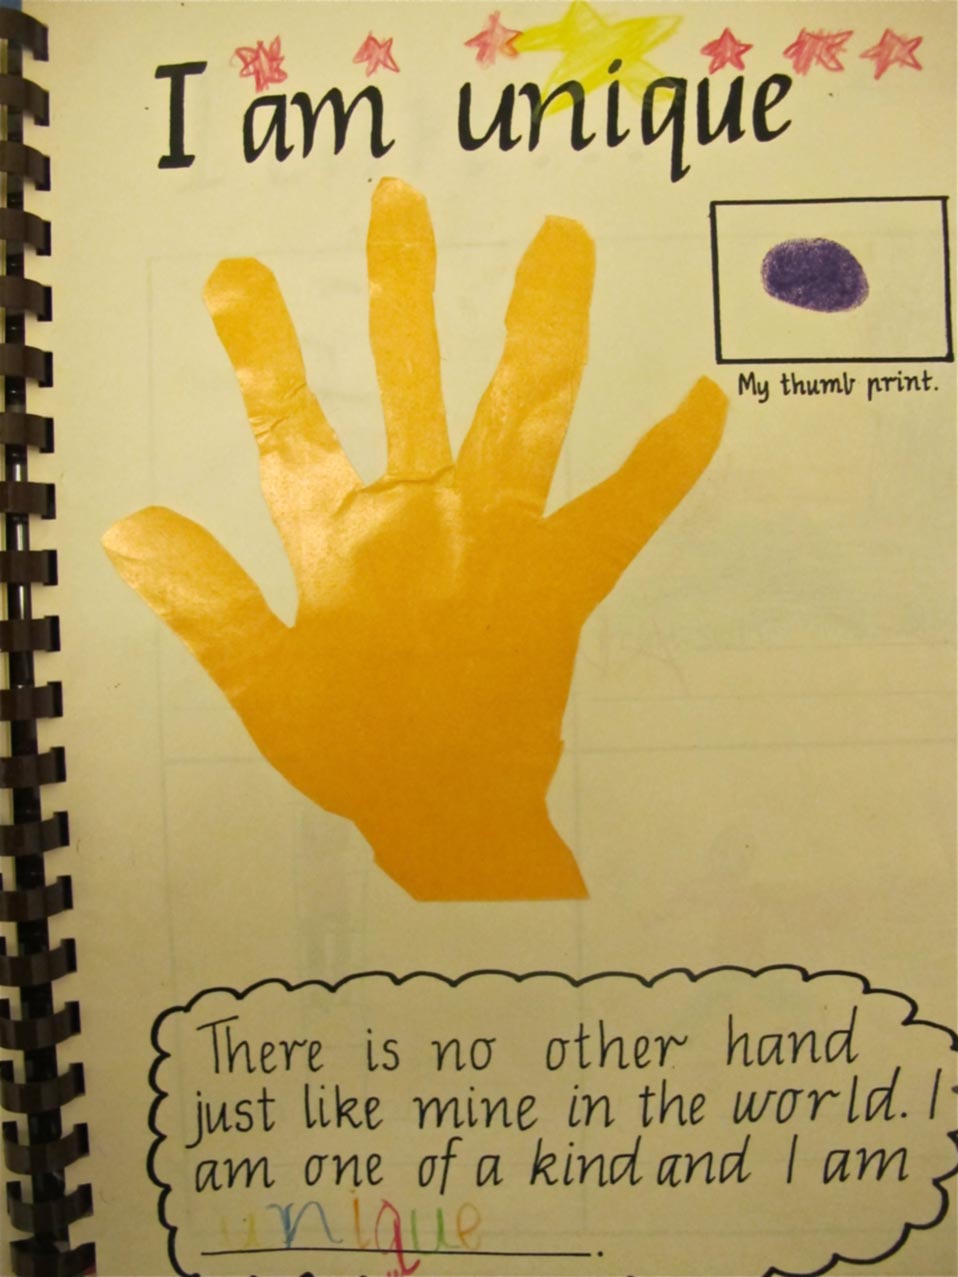 I am unique
My thumb print.
There is no other hand
just like mine in the world. I
am one of a kind and I am
unique.